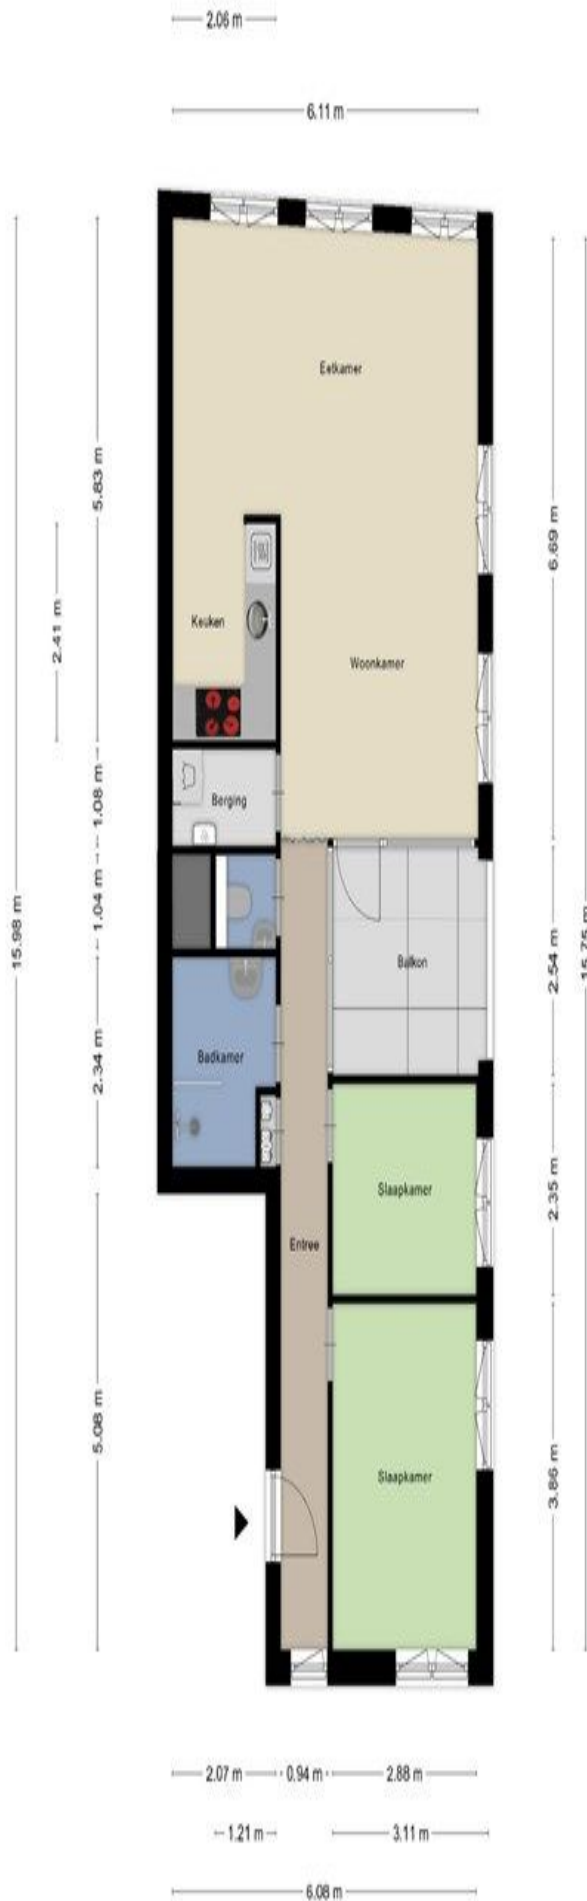 2.06 m
6.11 m
Eetkamer
5.83 m
6.69 m
2.41 m
Keuken
Woonkamer
1.08 m
Berging
15.98 m
1.04 m
15.75 m
2.54 m
Balkon
2.34 m
Badkamer
2.35 m
Slaapkamer
Entree
5.08 m
3.86 m
Slaapkamer
2.07 m
0.94 m
2.88 m
1.21 m
3.11 m
6.08 m